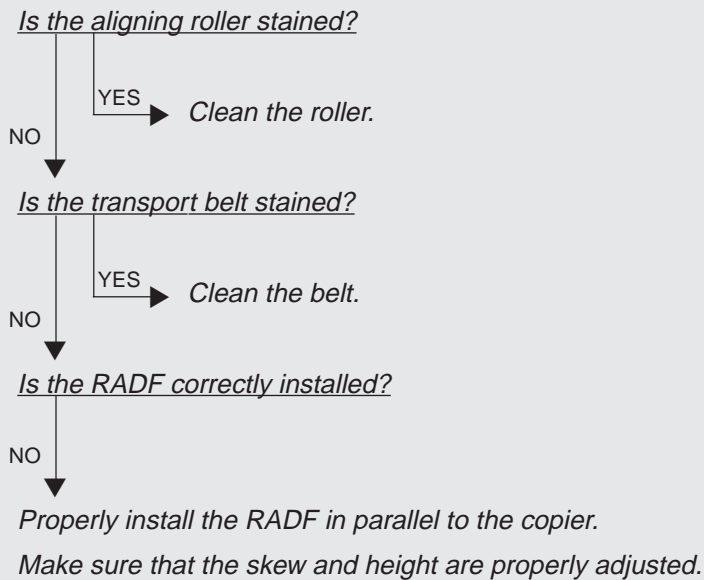 Is the aligning roller stained?
YES
Clean the roller.
NO
Is the transport belt stained?
YES
Clean the belt.
NO
Is the RADF correctly installed?
NO
Properly install the RADF in parallel to the copier.
Make sure that the skew and height are properly adjusted.